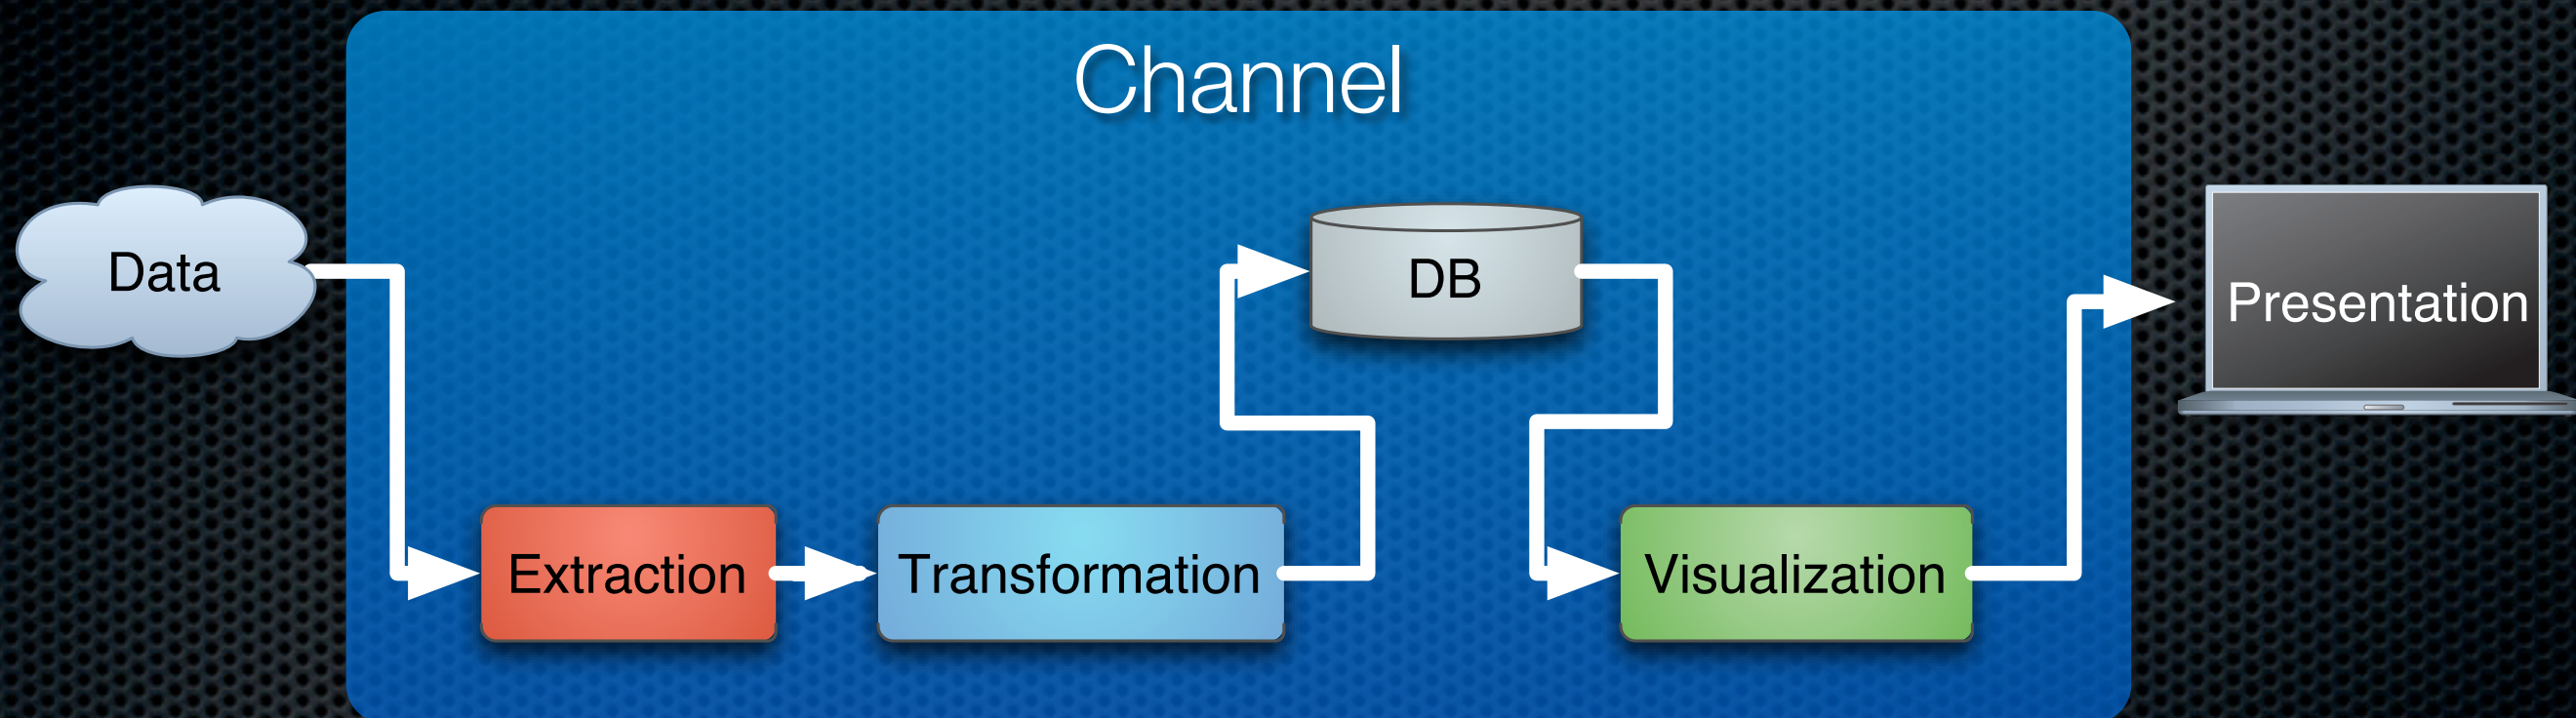 Channel
Data
DB
Presentation
Extraction
Transformation
Visualization